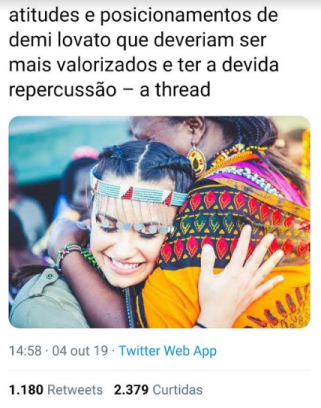 atitudes e posicionamentos de
demi lovato que deveriam ser
mais valorizados e ter a devida
repercussão – a thread
14:58 · 04 out 19 · Twitter Web App
1.180 Retweets 2.379 Curtidas